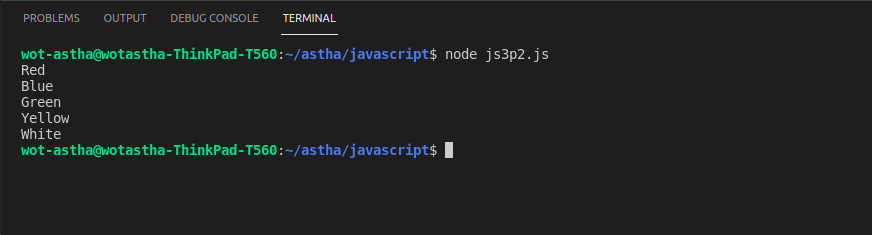 PROBLEMS OUTPUT DEBUG CONSOLE TERMINAL
wot-astha@wotastha-ThinkPad-T560:~/astha/javascript$ node js3p2.js
Red
Blue
Green
Yellow
White
wot-astha@wotastha-ThinkPad-T560:~/astha/javascript$